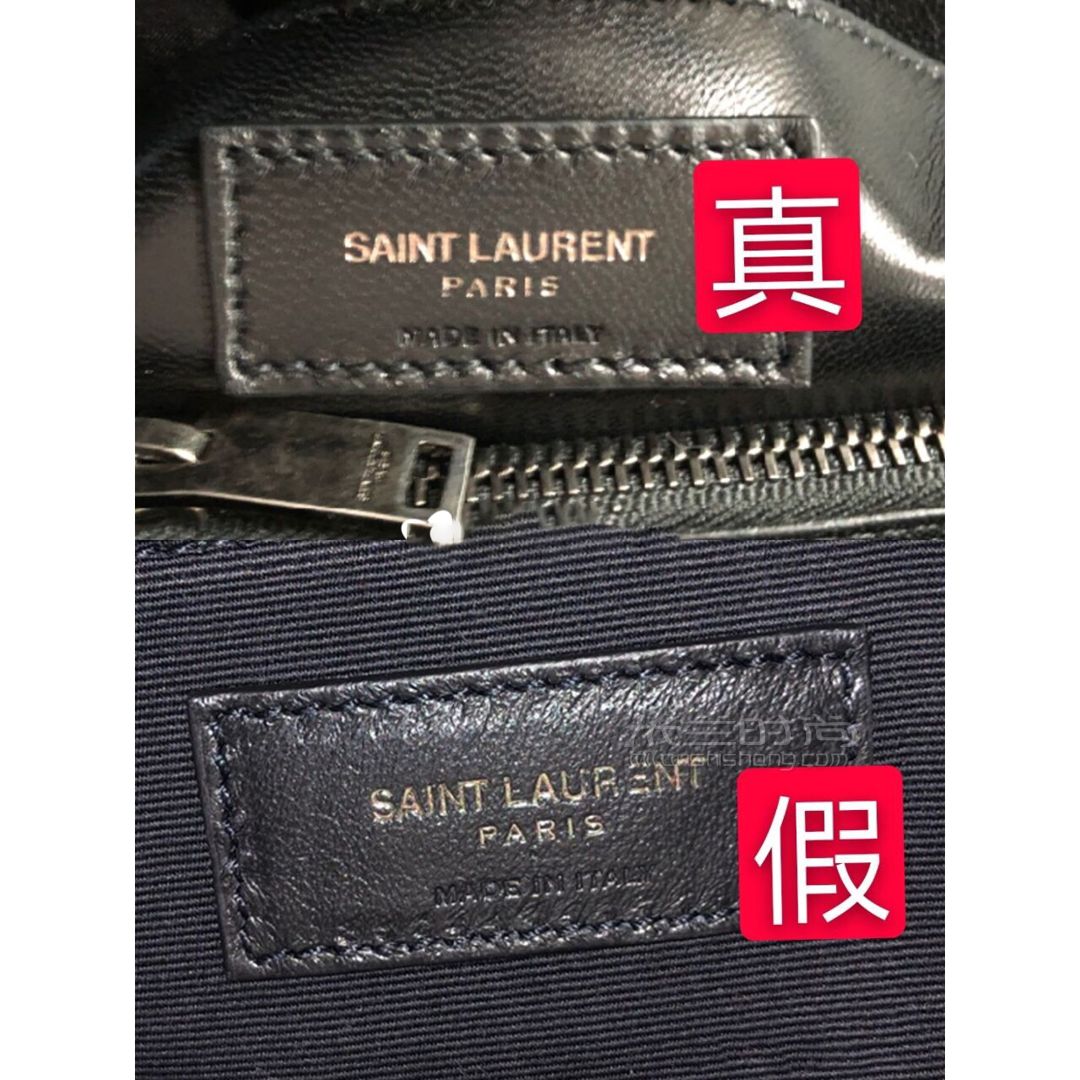 SAINT LAURENT
PARIS
MADE IN ITALY
真
SAINT LAURENT
PARIS
MADE IN ITALY
假